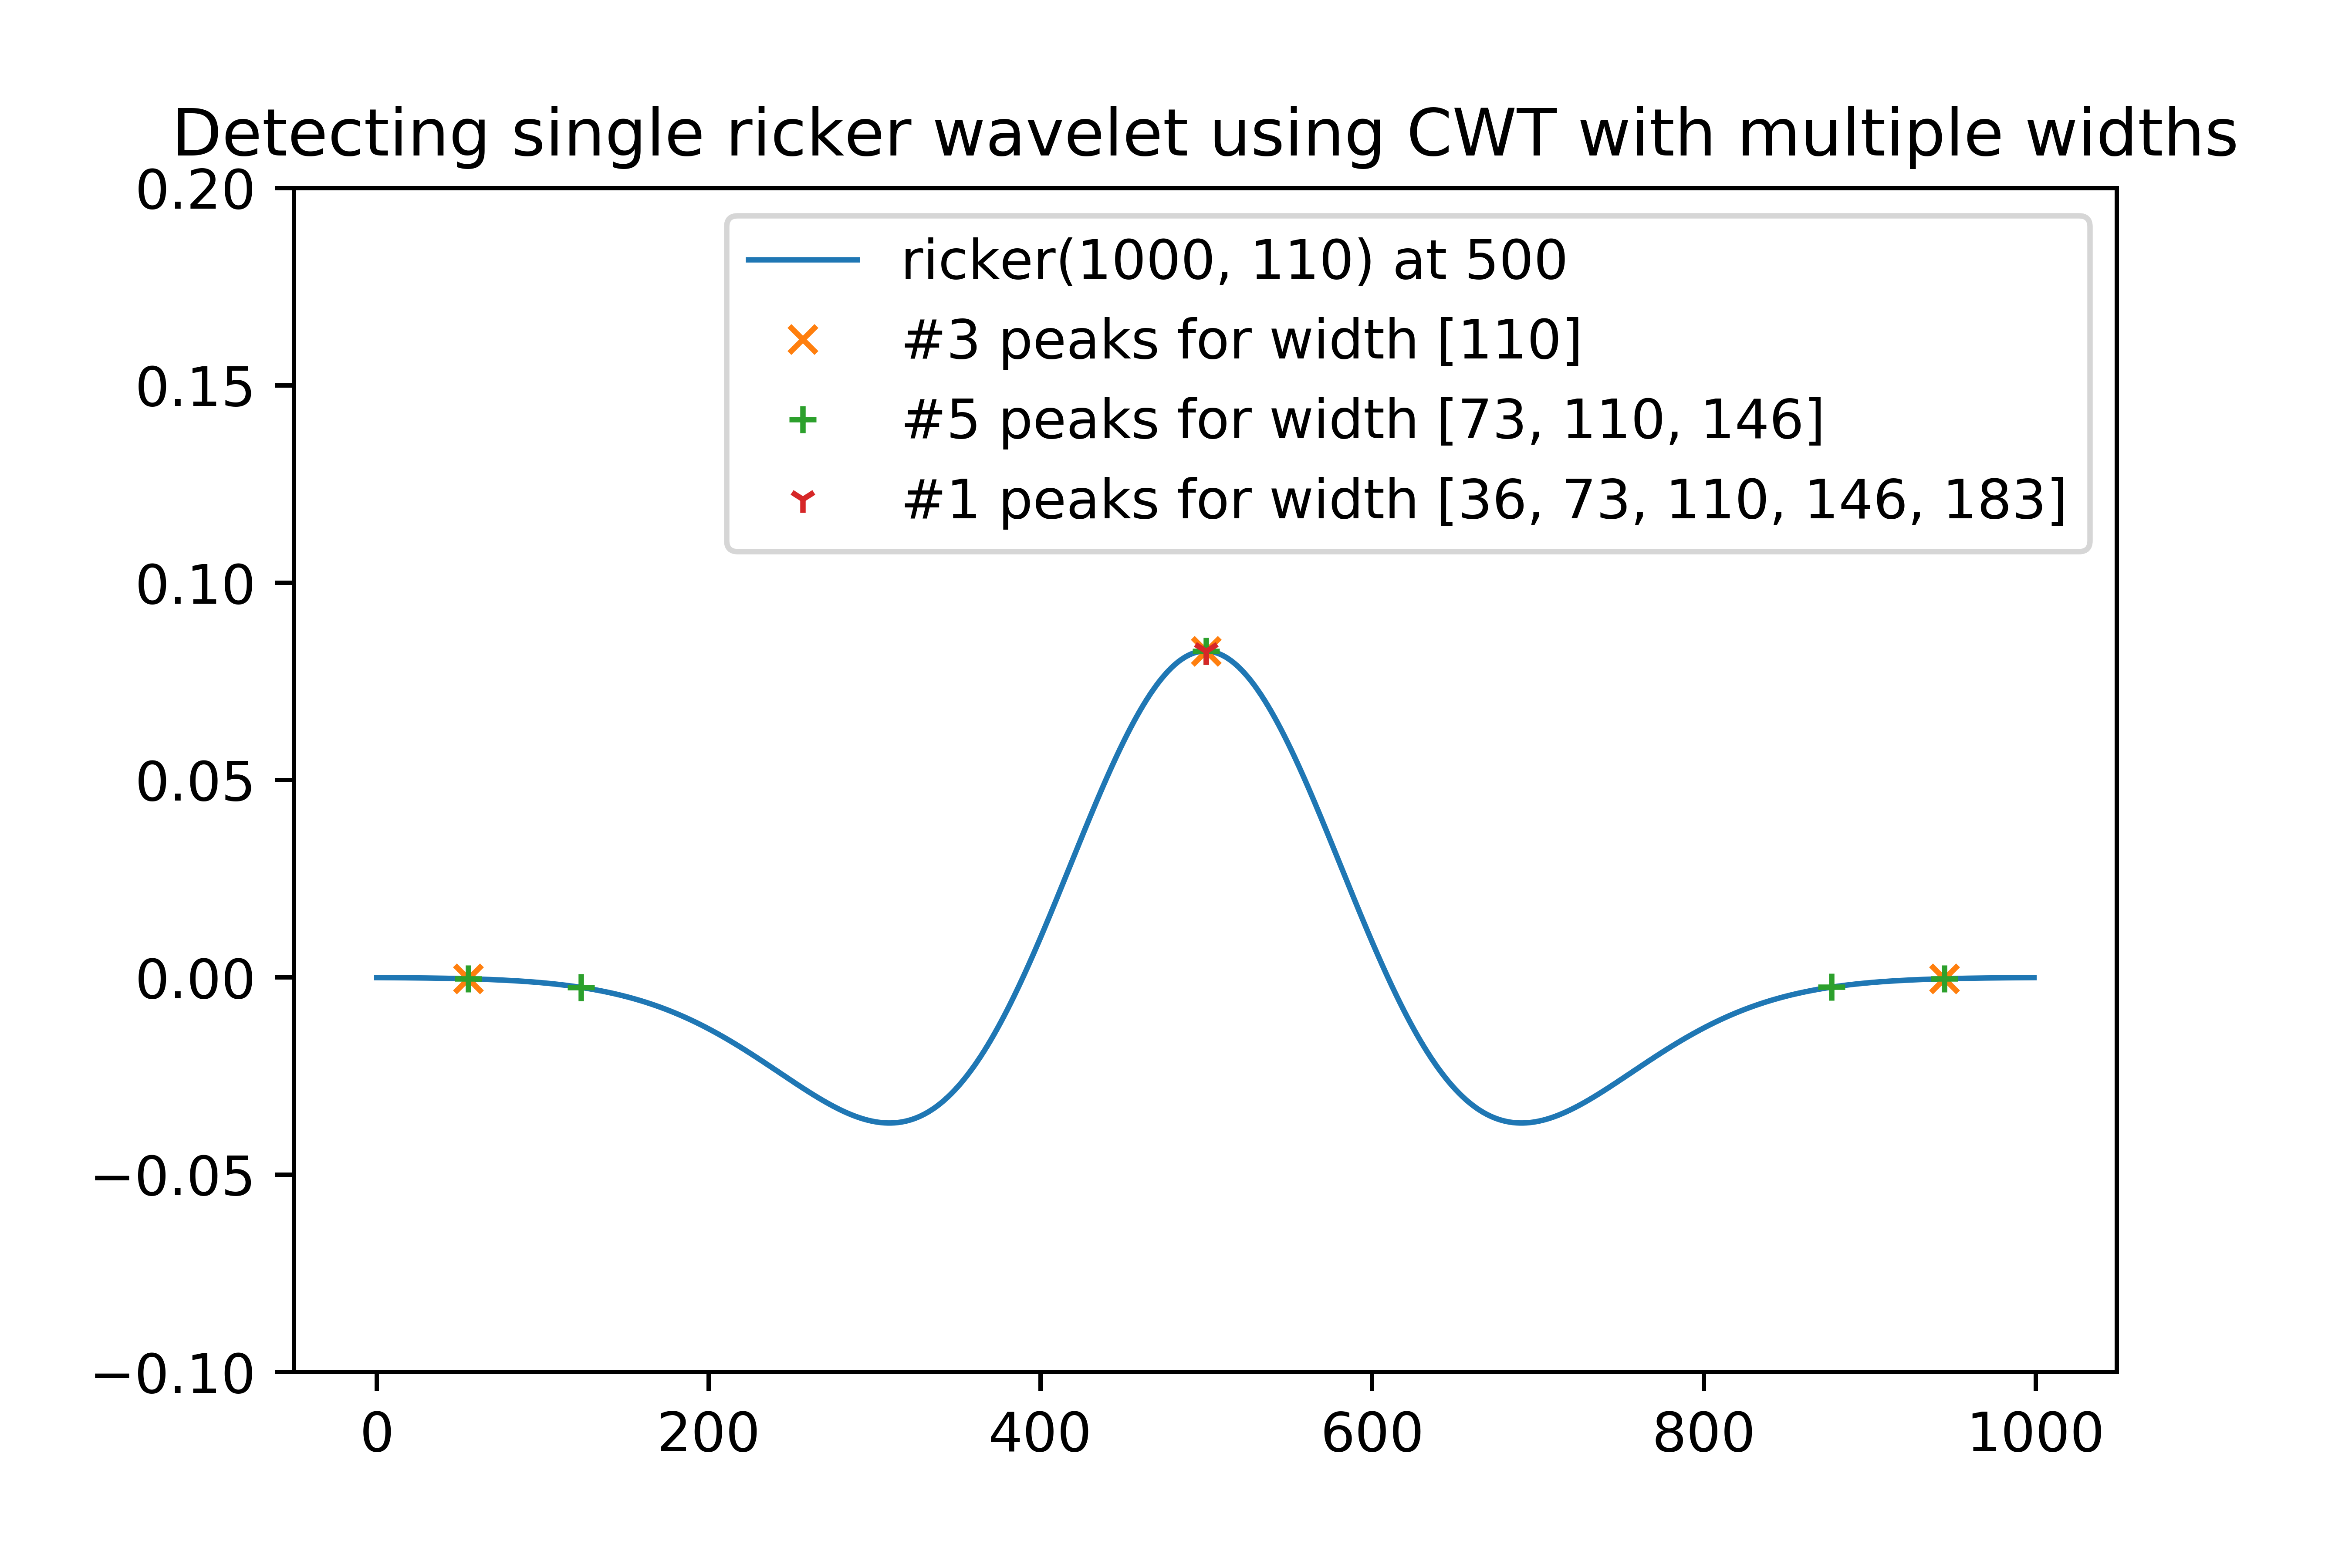 Detecting single ricker wavelet using CWT with multiple widths
0.20
0.15
0.10
0.05
0.00
−0.05
−0.10
ricker(1000, 110) at 500
#3 peaks for width [110]
#5 peaks for width [73, 110, 146]
#1 peaks for width [36, 73, 110, 146, 183]
0 200 400 600 800 1000